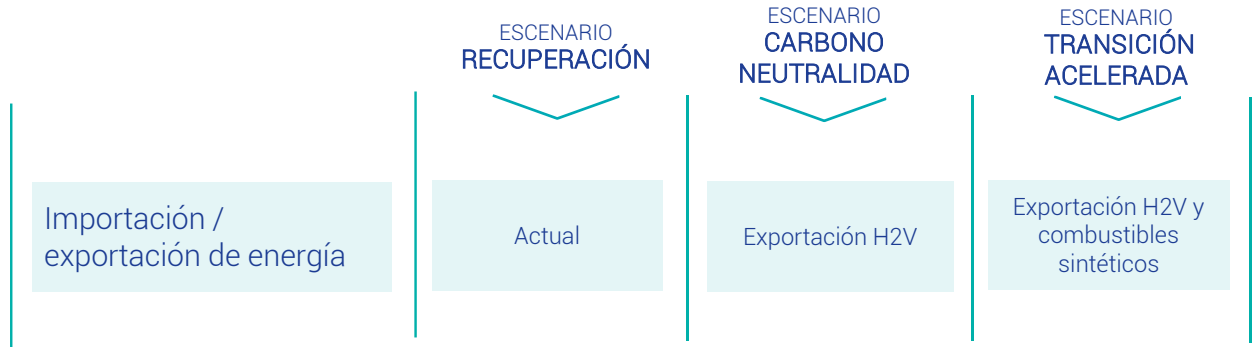 ESCENARIO
RECUPERACIÓN
ESCENARIO
CARBONO
NEUTRALIDAD
ESCENARIO
TRANSICIÓN
ACELERADA
Importación /
exportación de energía
Actual
Exportación H2V
Exportación H2V y
combustibles
sintéticos